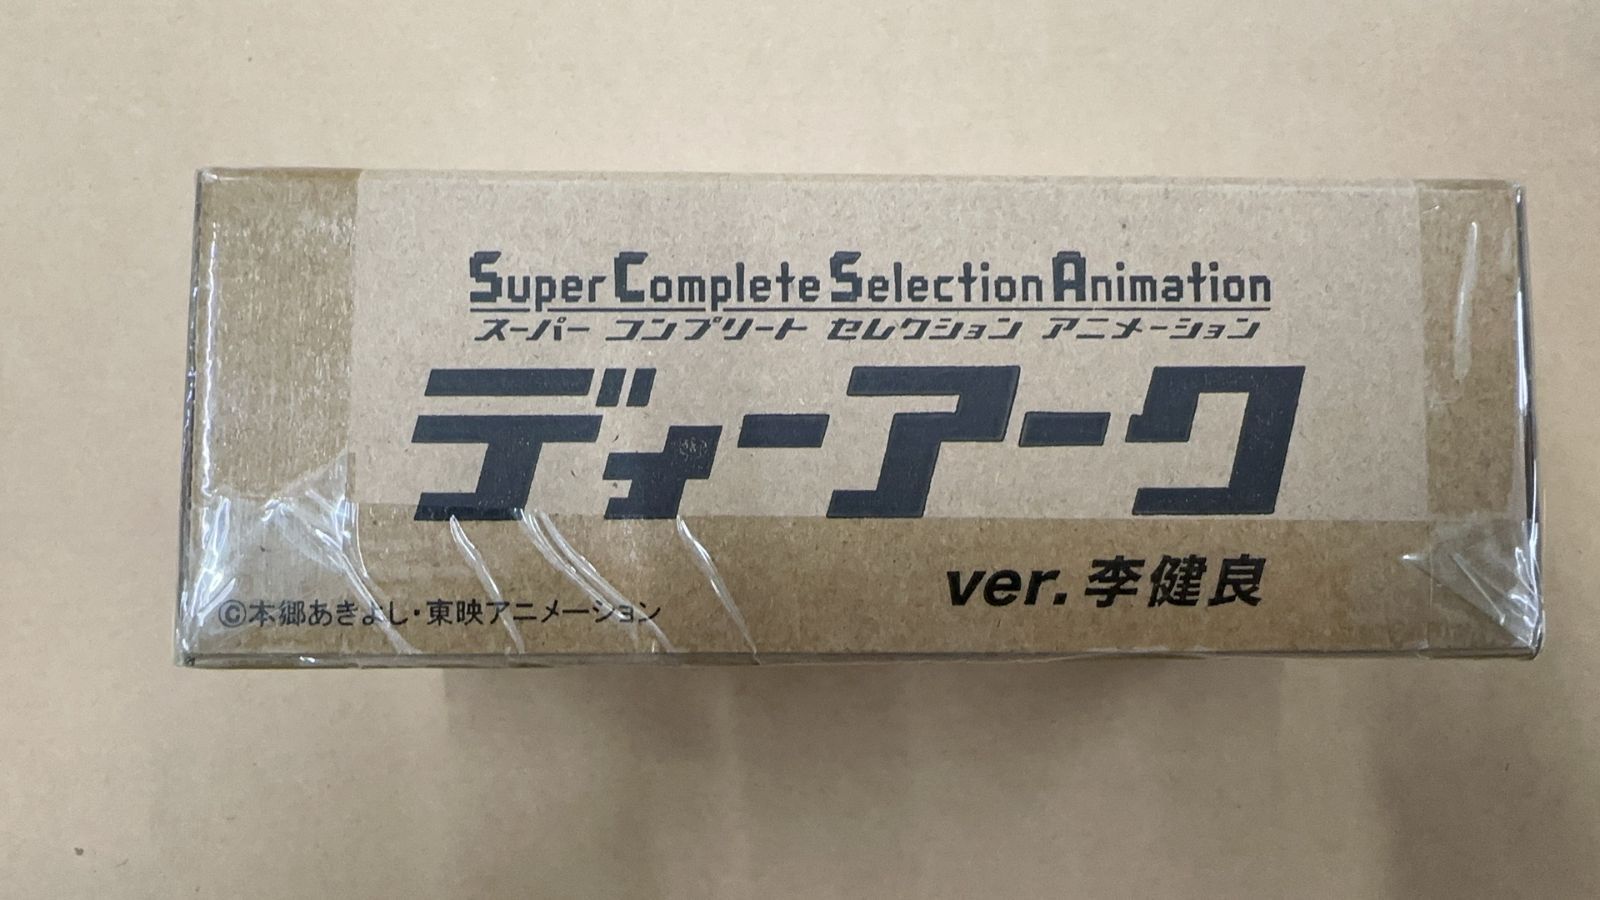 Super Complete Selection Animation
スーパー コンプリート セレクション アニメーション
ディーアーク
ver. 李健良
©本郷あきよし・東映アニメーション